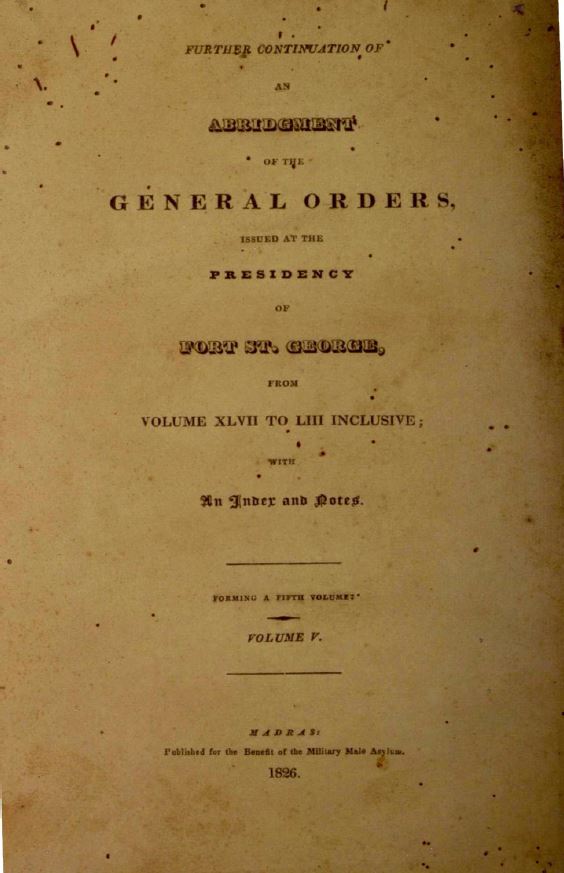 FURTHER CONTINUATION OF
AN
ABRIDGMENT
OF THE
GENERAL ORDERS,
ISSUED AT THE
PRESIDENCY
OF
FORT ST. GEORGE,
FROM
VOLUME XLVII TO LIII INCLUSIVE;
WITH
An Index and Notes.
FORMING A FIFTH VOLUME:
VOLUME V.
MADRAS:
Published for the Benefit of the Military Male Asylum.
1826.